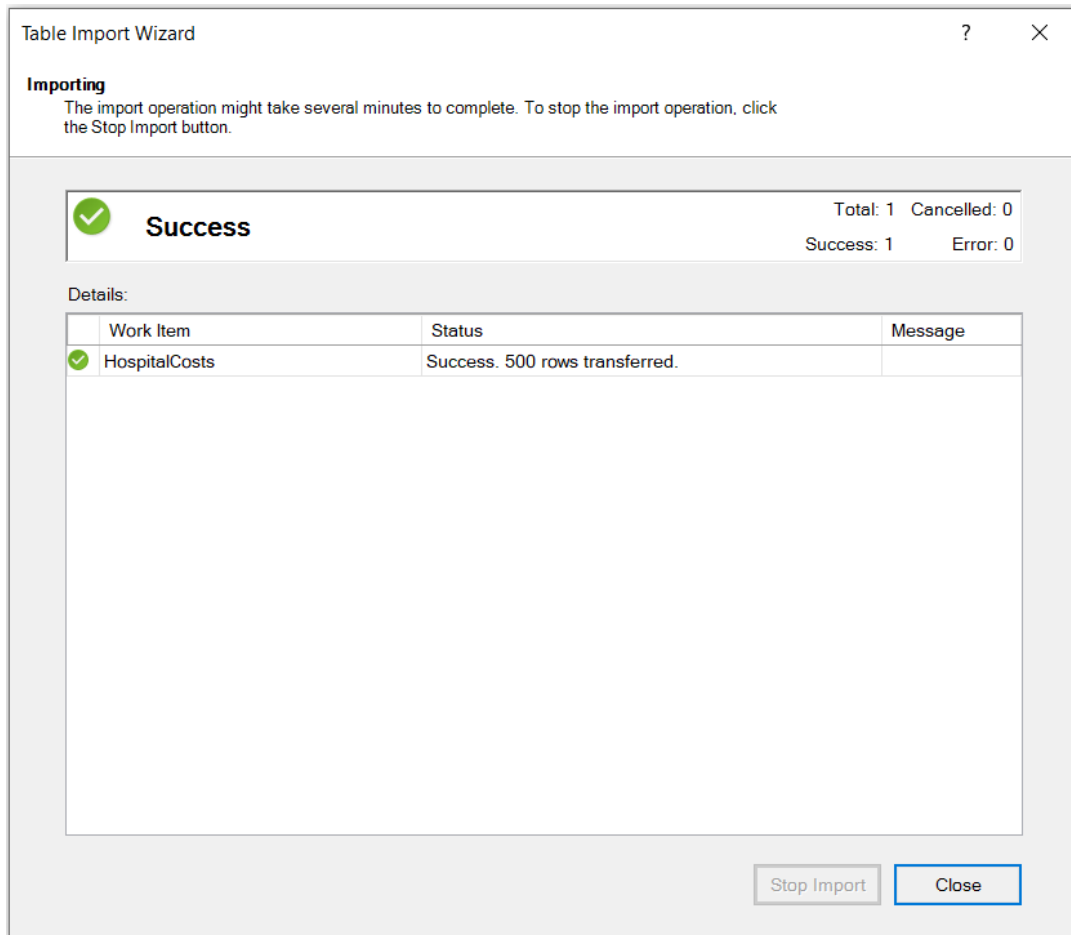 Table Import Wizard
?
Importing
The import operation might take several minutes to complete. To stop the import operation, click
the Stop Import button.
Success
Total: 1 Cancelled: 0
Success: 1 Error: 0
Details:
Work Item Status Message
HospitalCosts Success. 500 rows transferred.
Stop Import Close